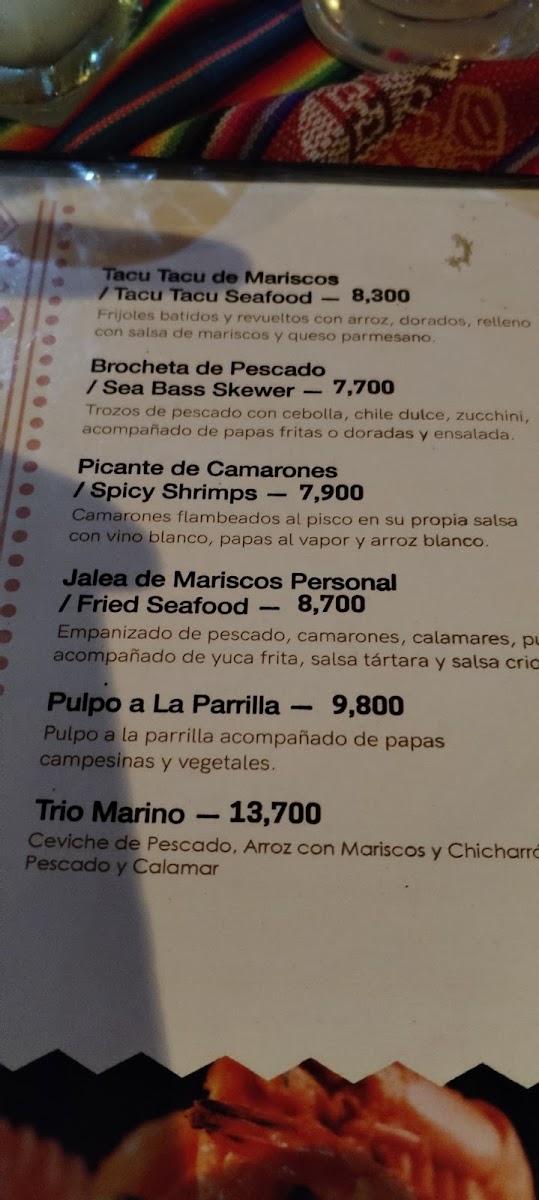 Tacu Tacu de Mariscos
/ Tacu Tacu Seafood — 8,300
Frijoles batidos y revueltos con arroz, dorados, relleno
con salsa de mariscos y queso parmesano.
Brocheta de Pescado
/ Sea Bass Skewer — 7,700
Trozos de pescado con cebolla, chile dulce, zucchini,
acompañado de papas fritas o doradas y ensalada.
Picante de Camarones
/ Spicy Shrimps — 7,900
Camarones flambeados al pisco en su propia salsa
con vino blanco, papas al vapor y arroz blanco.
Jalea de Mariscos Personal
/ Fried Seafood — 8,700
Empanizado de pescado, camarones, calamares,
acompañado de yuca frita, salsa tártara y salsa
Pulpo a La Parrilla — 9,800
Pulpo a la parrilla acompañado de papas
campesinas y vegetales.
Trio Marino — 13,700
Ceviche de Pescado, Arroz con Mariscos y
Pescado y Calamar